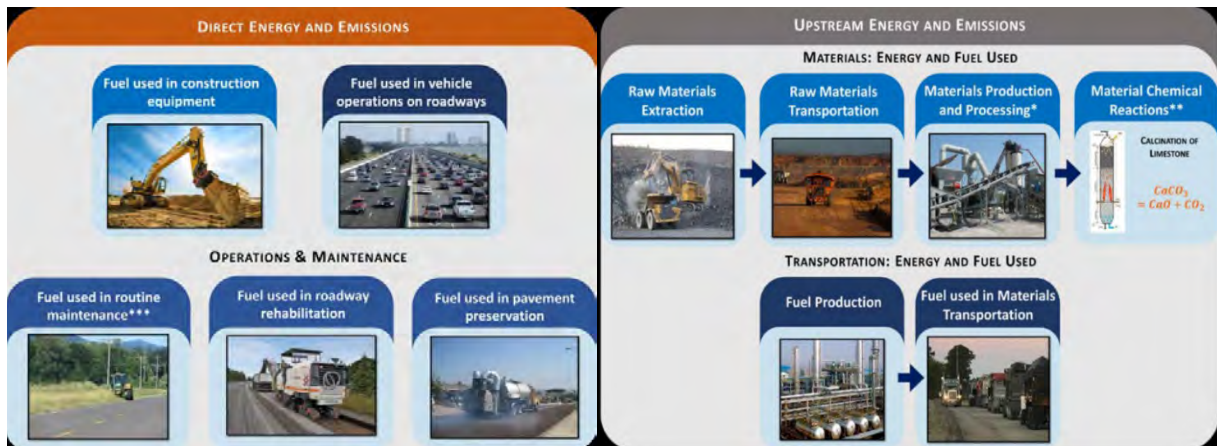 DIRECT ENERGY AND EMISSIONS
Fuel used in construction
equipment
Fuel used in vehicle
operations on roadways
OPERATIONS & MAINTENANCE
Fuel used in routine
maintenance***
Fuel used in roadway
rehabilitation
Fuel used in pavement
preservation
UPSTREAM ENERGY AND EMISSIONS
MATERIALS: ENERGY AND FUEL USED
Raw Materials
Extraction
Raw Materials
Transportation
Materials Production
and Processing*
Material Chemical
Reactions**
CALCINATION OF
LIMESTONE
CaCO₃
= CaO + CO₂
TRANSPORTATION: ENERGY AND FUEL USED
Fuel Production
Fuel used in Materials
Transportation